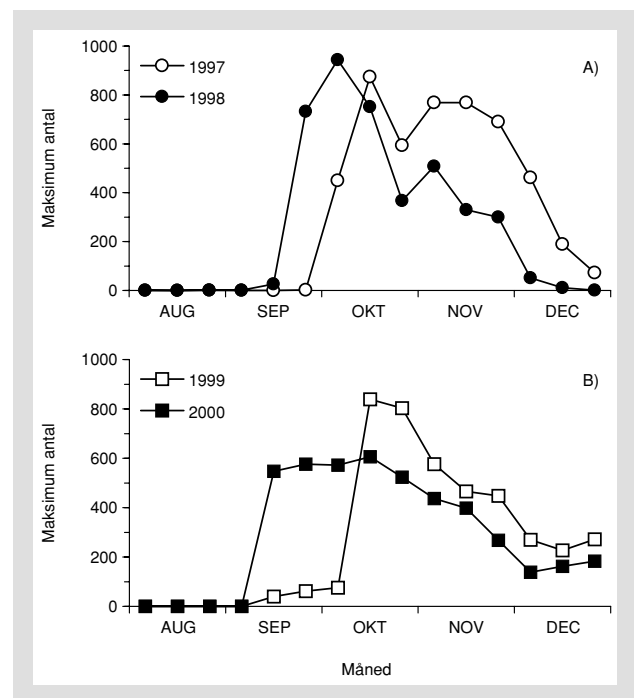 1000
800
600
400
200
0
Maksimum antal
1997
1998
A)
AUG SEP OKT NOV DEC
1000
800
600
400
200
0
Maksimum antal
1999
2000
B)
AUG SEP OKT NOV DEC
Måned